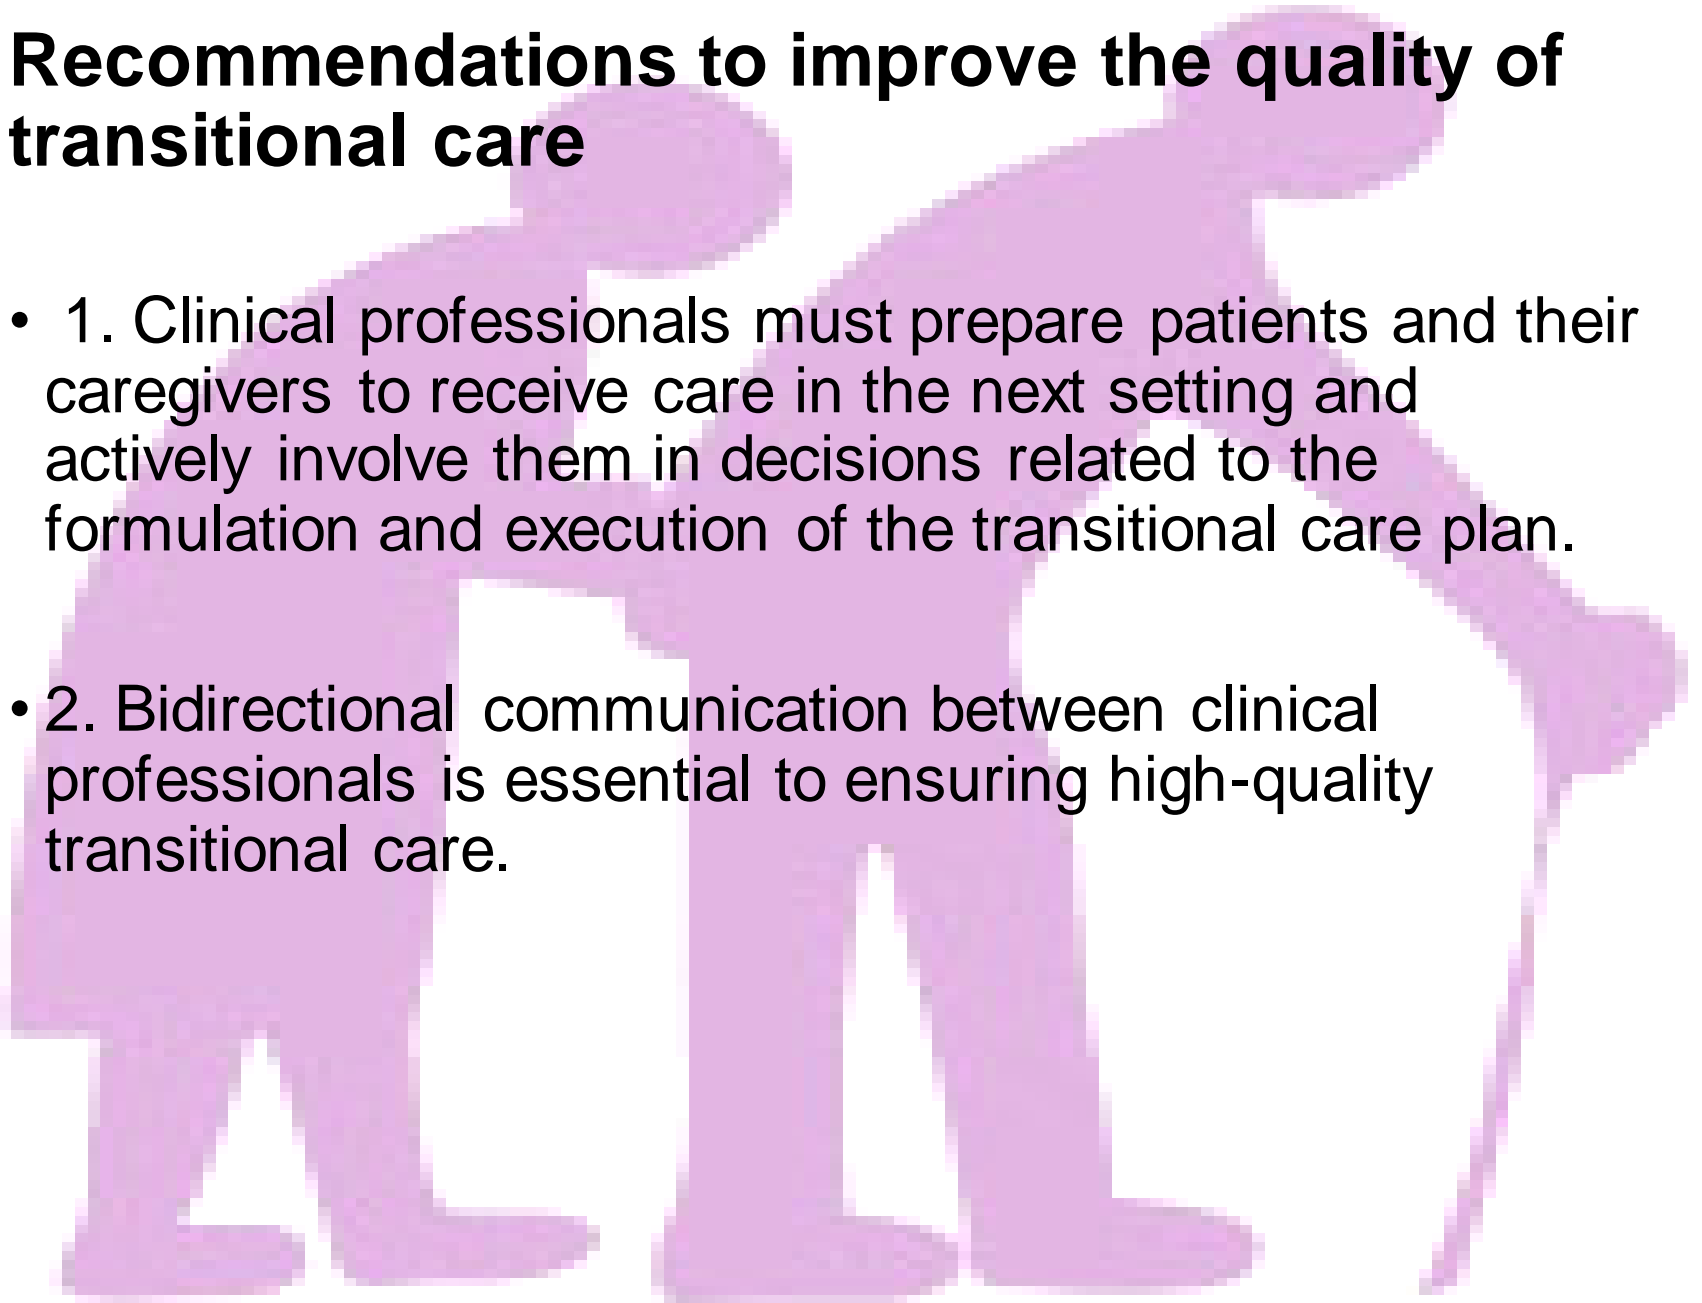 Recommendations to improve the quality of
transitional care
• 1. Clinical professionals must prepare patients and their
caregivers to receive care in the next setting and
actively involve them in decisions related to the
formulation and execution of the transitional care plan.
• 2. Bidirectional communication between clinical
professionals is essential to ensuring high-quality
transitional care.